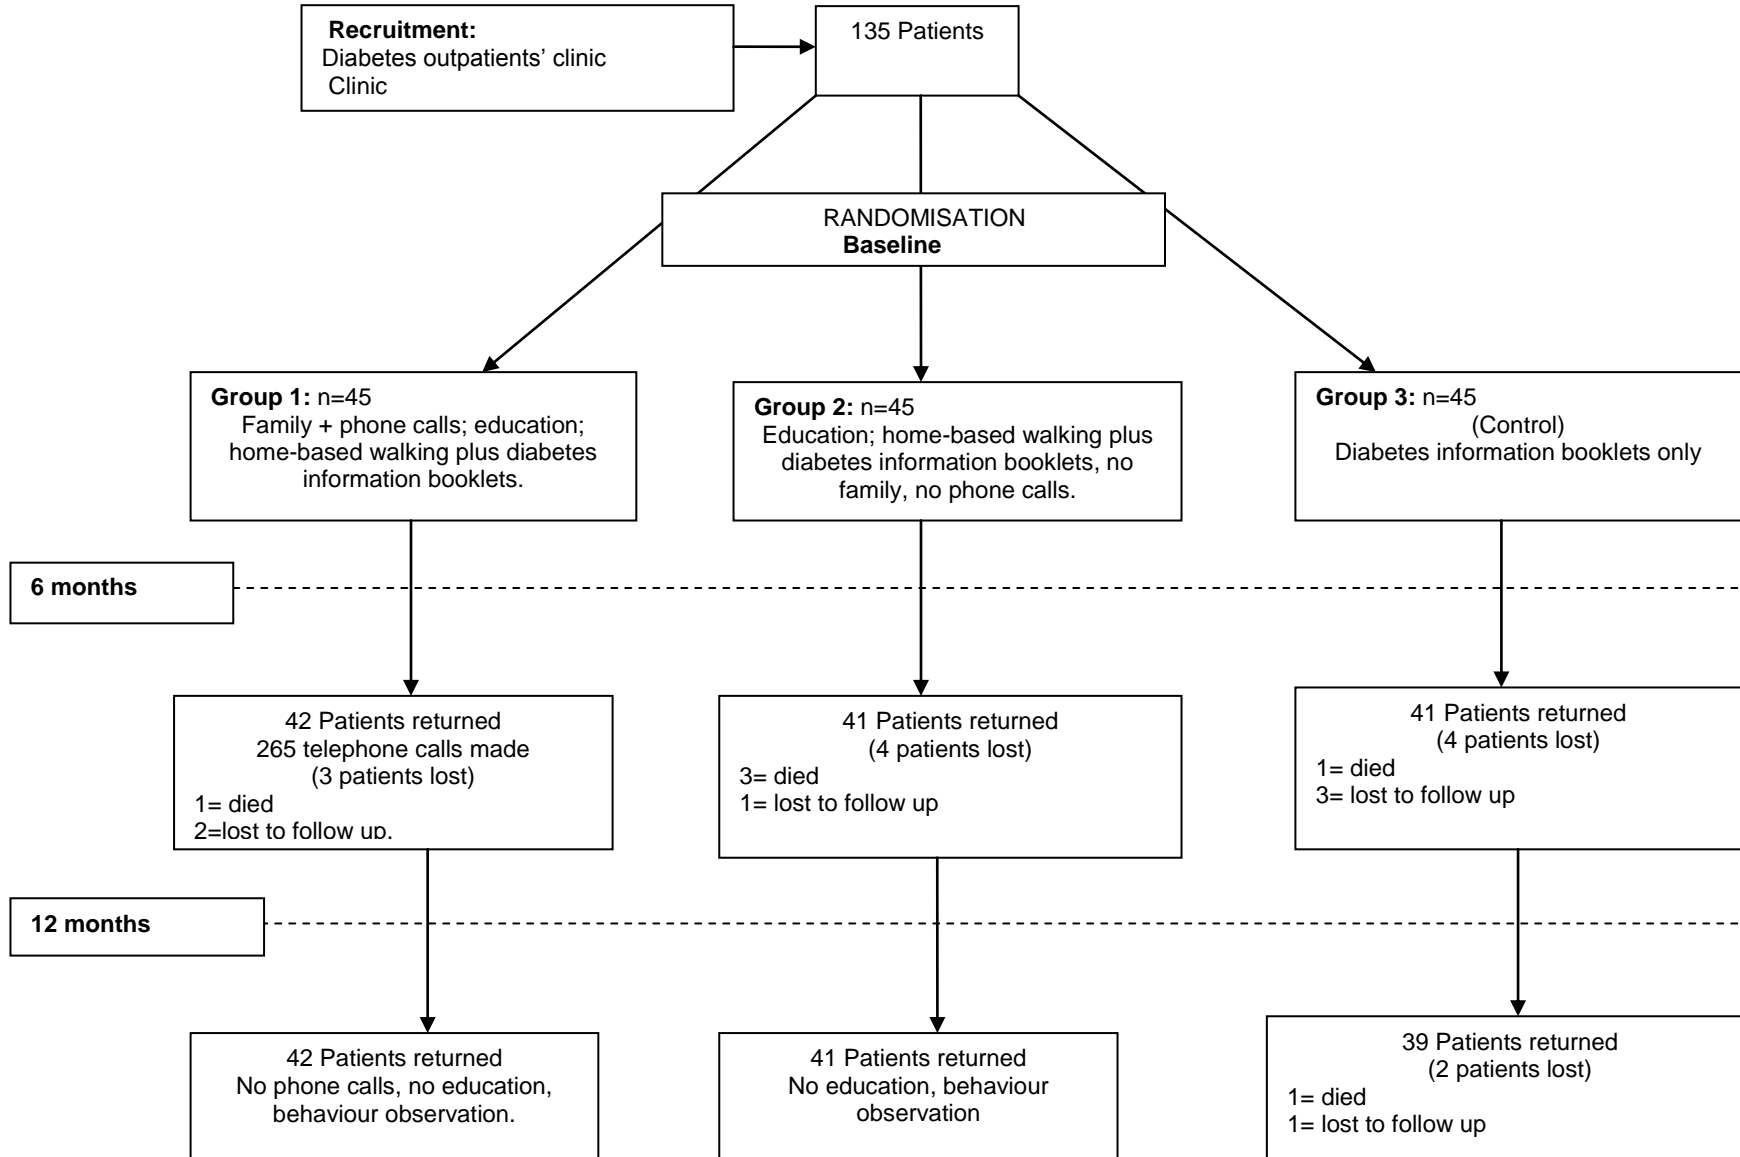 Recruitment:
Diabetes outpatients’ clinic
Clinic
135 Patients
RANDOMISATION
Baseline
Group 1: n=45
Family + phone calls; education;
home-based walking plus diabetes
information booklets.
Group 2: n=45
Education; home-based walking plus
diabetes information booklets, no
family, no phone calls.
Group 3: n=45
(Control)
Diabetes information booklets only
6 months
42 Patients returned
265 telephone calls made
(3 patients lost)
1= died
2=lost to follow up.
41 Patients returned
(4 patients lost)
3= died
1= lost to follow up
41 Patients returned
(4 patients lost)
1= died
3= lost to follow up
12 months
42 Patients returned
No phone calls, no education,
behaviour observation.
41 Patients returned
No education, behaviour
observation
39 Patients returned
(2 patients lost)
1= died
1= lost to follow up